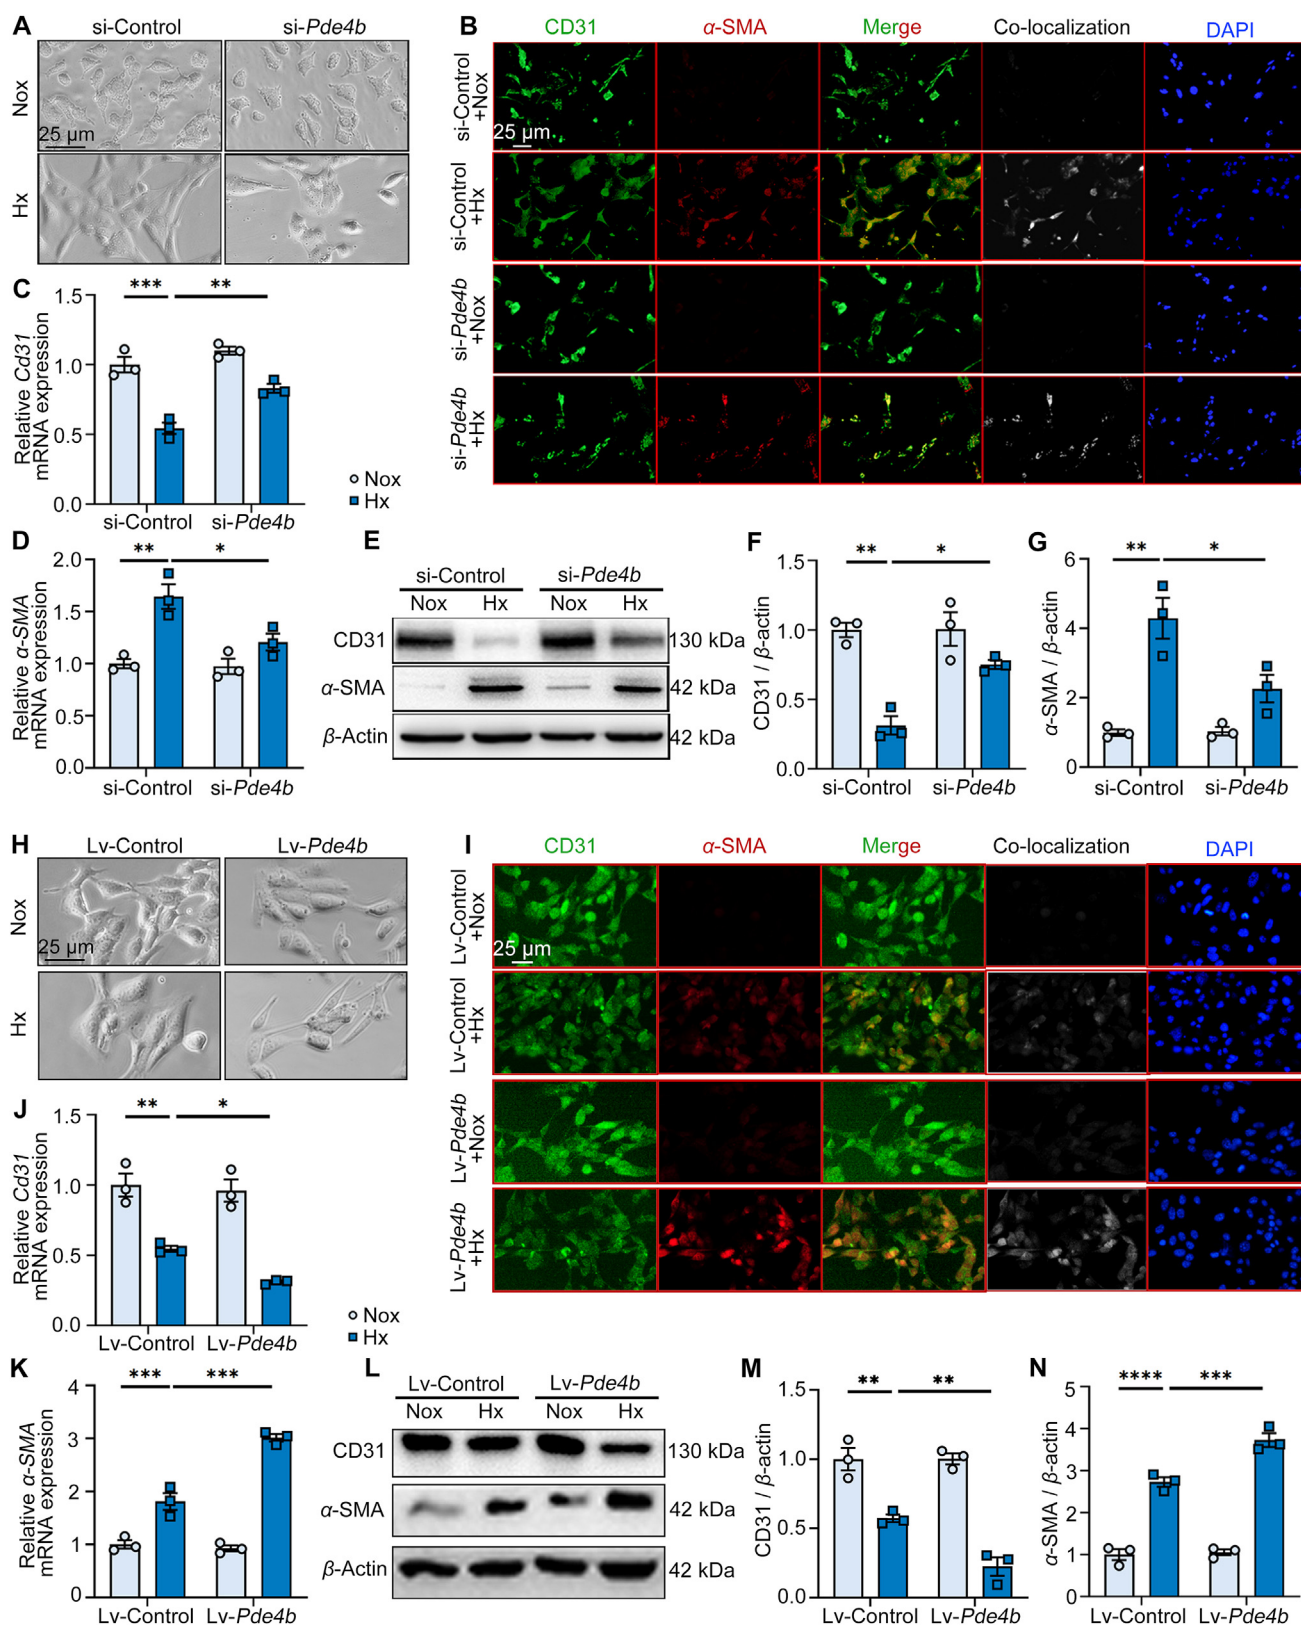 A
si-Control
si-Pde4b
Nox
25 µm
Hx
B
CD31
α-SMA
Merge
Co-localization
DAPI
si-Control
+Nox
25 µm
si-Control
+Hx
si-Pde4b
+Nox
si-Pde4b
+Hx
C
Relative Cd31
mRNA expression
1.5
1.0
0.5
0.0
***
**
si-Control
si-Pde4b
Nox
Hx
D
Relative α-SMA
mRNA expression
2.0
1.5
1.0
0.5
0.0
**
*
si-Control
si-Pde4b
E
si-Control
si-Pde4b
Nox
Hx
Nox
Hx
CD31
130 kDa
α-SMA
42 kDa
β-Actin
42 kDa
F
CD31 / β-actin
1.5
1.0
0.5
0.0
**
*
si-Control
si-Pde4b
G
α-SMA / β-actin
6
4
2
0
**
*
si-Control
si-Pde4b
H
Lv-Control
Lv-Pde4b
Nox
25 µm
Hx
I
CD31
α-SMA
Merge
Co-localization
DAPI
Lv-Control
+Nox
25 µm
Lv-Control
+Hx
Lv-Pde4b
+Nox
Lv-Pde4b
+Hx
J
Relative Cd31
mRNA expression
1.5
1.0
0.5
0.0
**
*
Lv-Control
Lv-Pde4b
Nox
Hx
K
Relative α-SMA
mRNA expression
4
3
2
1
0
***
***
Lv-Control
Lv-Pde4b
L
Lv-Control
Lv-Pde4b
Nox
Hx
Nox
Hx
CD31
130 kDa
α-SMA
42 kDa
β-Actin
42 kDa
M
CD31 / β-actin
1.5
1.0
0.5
0.0
**
**
Lv-Control
Lv-Pde4b
N
α-SMA / β-actin
5
4
3
2
1
0
****
***
Lv-Control
Lv-Pde4b